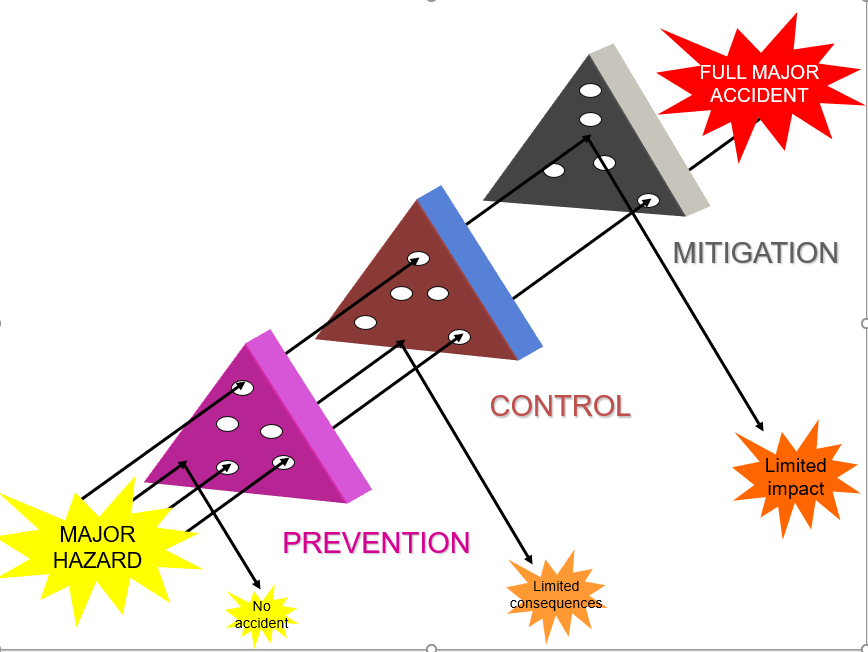 FULL MAJOR
ACCIDENT
MITIGATION
CONTROL
Limited
impact
MAJOR
HAZARD
PREVENTION
Limited
consequences
No
accident